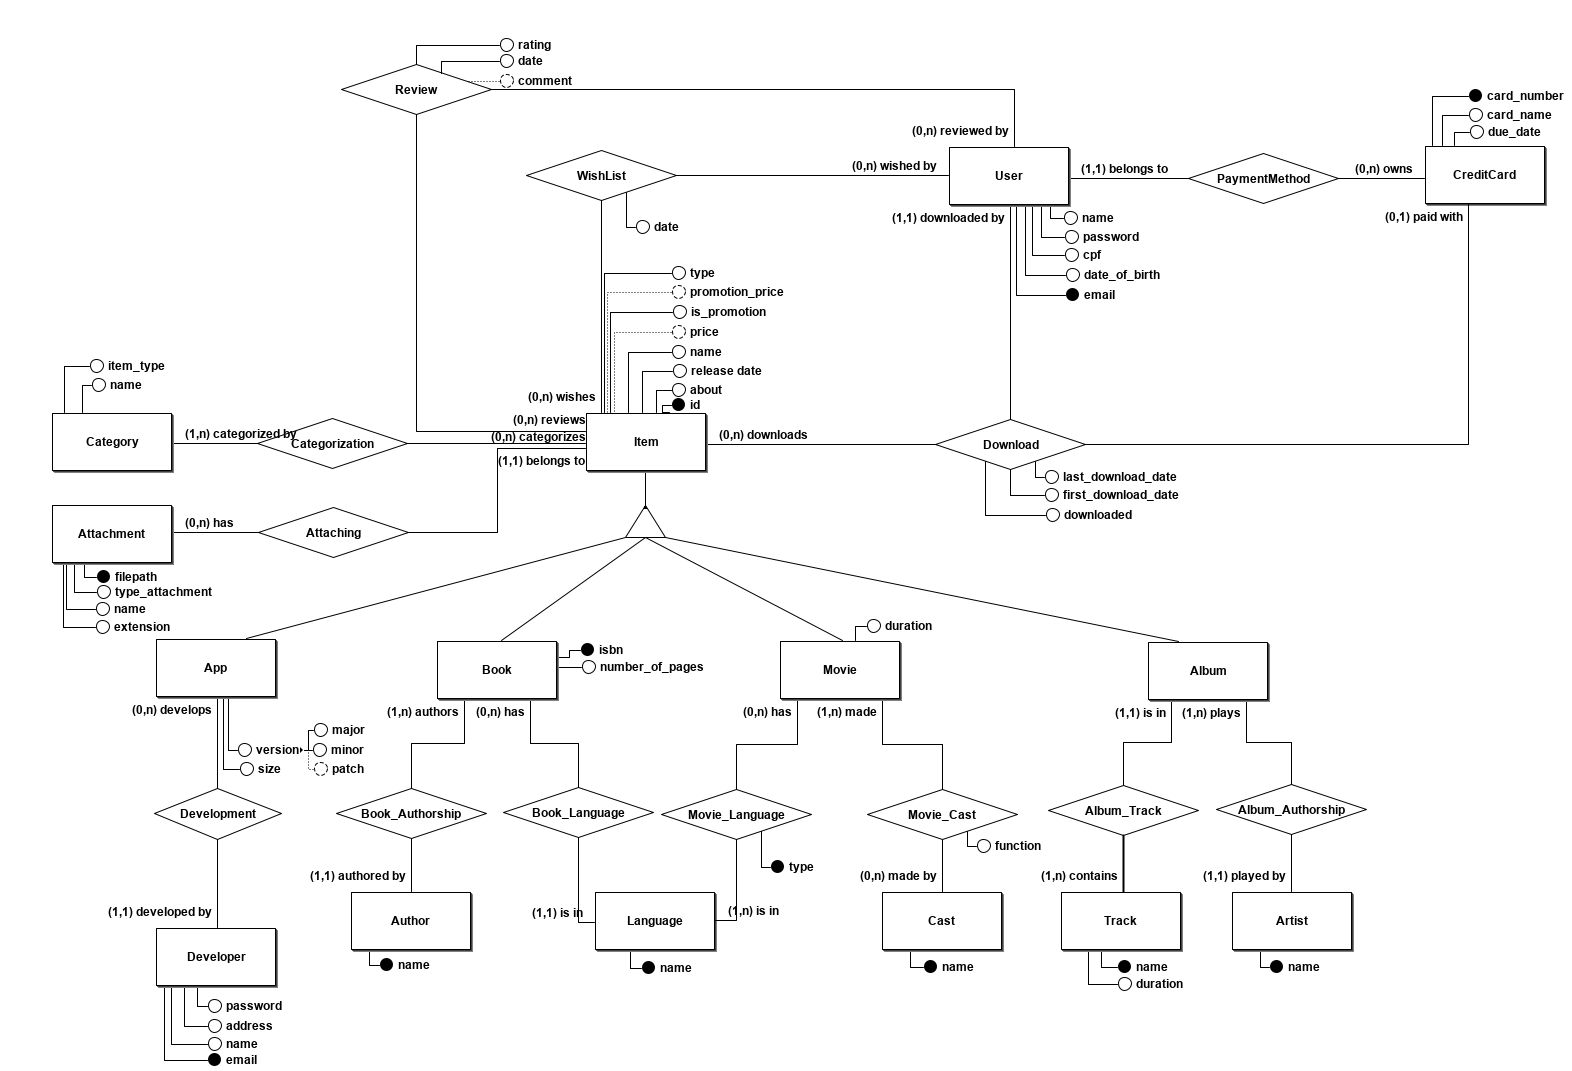 rating
date
comment
Review
(0,n) reviewed by
card_number
card_name
due_date
WishList
(0,n) wished by
User
(1,1) belongs to
PaymentMethod
(0,n) owns
CreditCard
(1,1) downloaded by
(0,1) paid with
date
name
password
cpf
date_of_birth
email
type
promotion_price
is_promotion
price
name
release date
about
id
item_type
name
(0,n) wishes
(0,n) reviews
(0,n) categorizes
(1,1) belongs to
Category
(1,n) categorized by
Categorization
Item
(0,n) downloads
Download
last_download_date
first_download_date
downloaded
Attachment
(0,n) has
Attaching
filepath
type_attachment
name
extension
App
(0,n) develops
version
major
minor
patch
size
Book
isbn
number_of_pages
(1,n) authors
(0,n) has
duration
Movie
(0,n) has
(1,n) made
Album
(1,1) is in
(1,n) plays
Development
Book_Authorship
Book_Language
Movie_Language
type
Movie_Cast
function
Album_Track
Album_Authorship
(1,1) developed by
(1,1) authored by
(1,1) is in
(1,n) is in
(0,n) made by
(1,n) contains
(1,1) played by
Developer
password
address
name
email
Author
name
Language
name
Cast
name
Track
name
duration
Artist
name